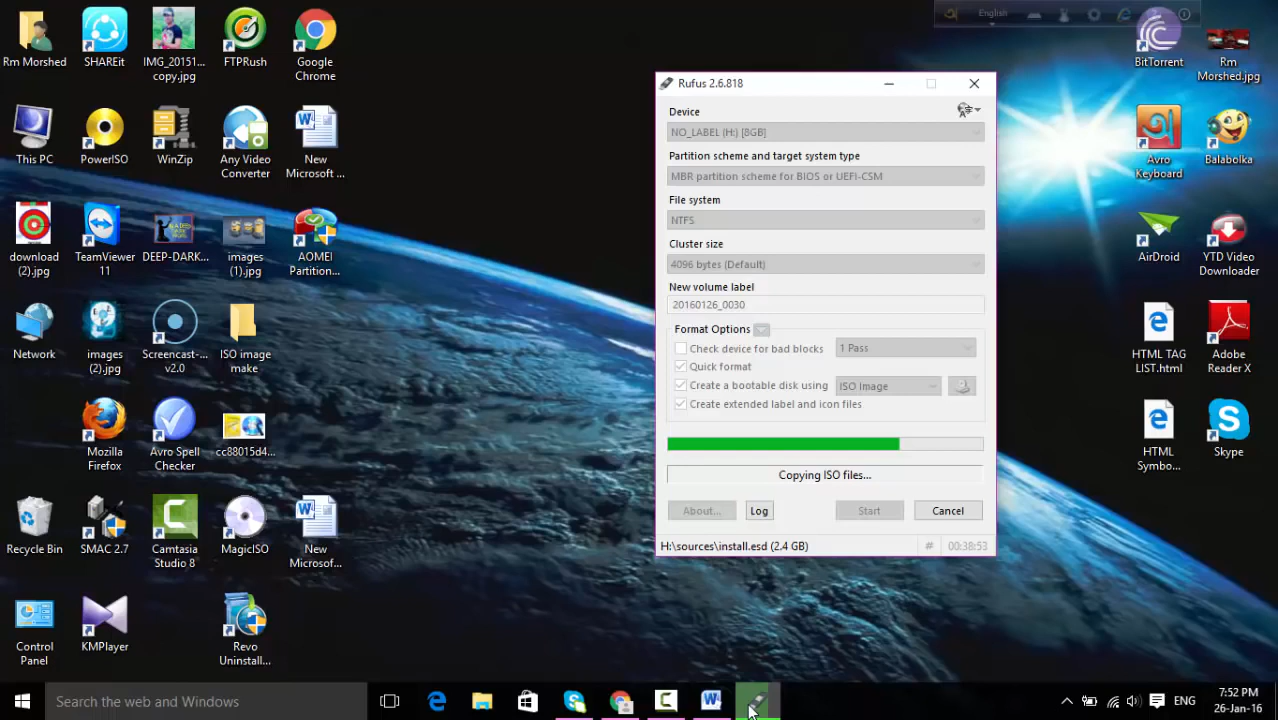 Rm Morshed
SHAREit
IMG_20151...
copy.jpg
FTPRush
Google
Chrome
This PC
PowerISO
WinZip
Any Video
Converter
New
Microsoft ...
download
(2).jpg
TeamViewer
11
DEEP-DARK...
images
(1).jpg
AOMEI
Partition...
Network
images
(2).jpg
Screencast-...
v2.0
ISO image
make
Mozilla
Firefox
Avro Spell
Checker
cc88015d4...
Recycle Bin
SMAC 2.7
Camtasia
Studio 8
MagicISO
New
Microsof...
Control
Panel
KMPlayer
Revo
Uninstall...
English
Rufus 2.6.818
Device
NO_LABEL (H:) [8GB]
Partition scheme and target system type
MBR partition scheme for BIOS or UEFI-CSM
File system
NTFS
Cluster size
4096 bytes (Default)
New volume label
20160126_0030
Format Options
Check device for bad blocks
1 Pass
Quick format
Create a bootable disk using
ISO Image
Create extended label and icon files
Copying ISO files...
About...
Log
Start
Cancel
H:\sources\install.esd (2.4 GB)
#
00:38:53
BitTorrent
Rm
Morshed.jpg
Avro
Keyboard
Balabolka
AirDroid
YTD Video
Downloader
HTML TAG
LIST.html
Adobe
Reader X
HTML
Symbo...
Skype
Search the web and Windows
ENG
7:52 PM
26-Jan-16